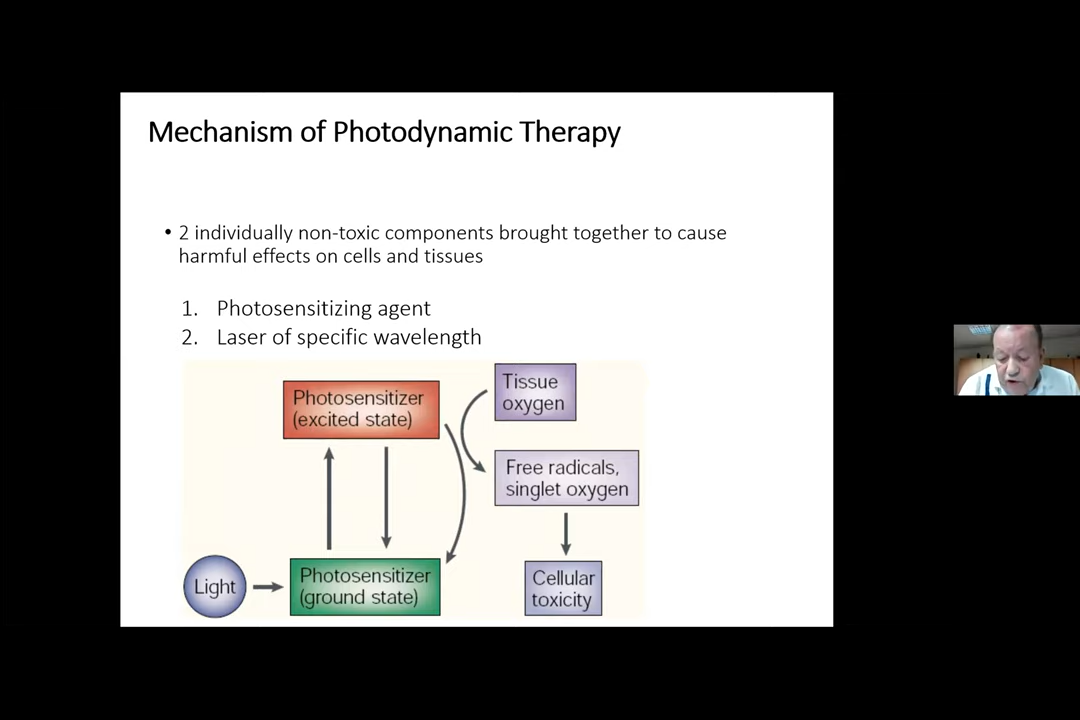 Mechanism of Photodynamic Therapy
• 2 individually non-toxic components brought together to cause
harmful effects on cells and tissues
1. Photosensitizing agent
2. Laser of specific wavelength
Photosensitizer
(excited state)
Tissue
oxygen
Free radicals,
singlet oxygen
Light
Photosensitizer
(ground state)
Cellular
toxicity